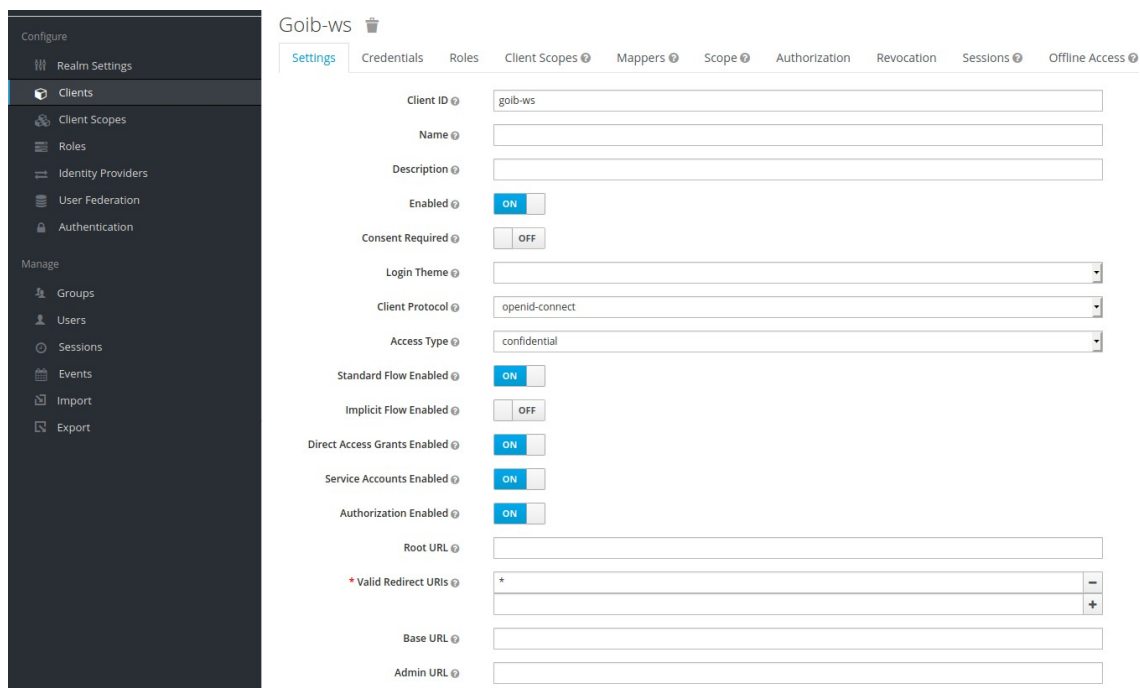 Configure
Realm Settings
Clients
Client Scopes
Roles
Identity Providers
User Federation
Authentication
Manage
Groups
Users
Sessions
Events
Import
Export
Goib-ws
Settings Credentials Roles Client Scopes Mappers Scope Authorization Revocation Sessions Offline Access
Client ID goib-ws
Name
Description
Enabled ON
Consent Required OFF
Login Theme
Client Protocol openid-connect
Access Type confidential
Standard Flow Enabled ON
Implicit Flow Enabled OFF
Direct Access Grants Enabled ON
Service Accounts Enabled ON
Authorization Enabled ON
Root URL
* Valid Redirect URIs *
Base URL
Admin URL